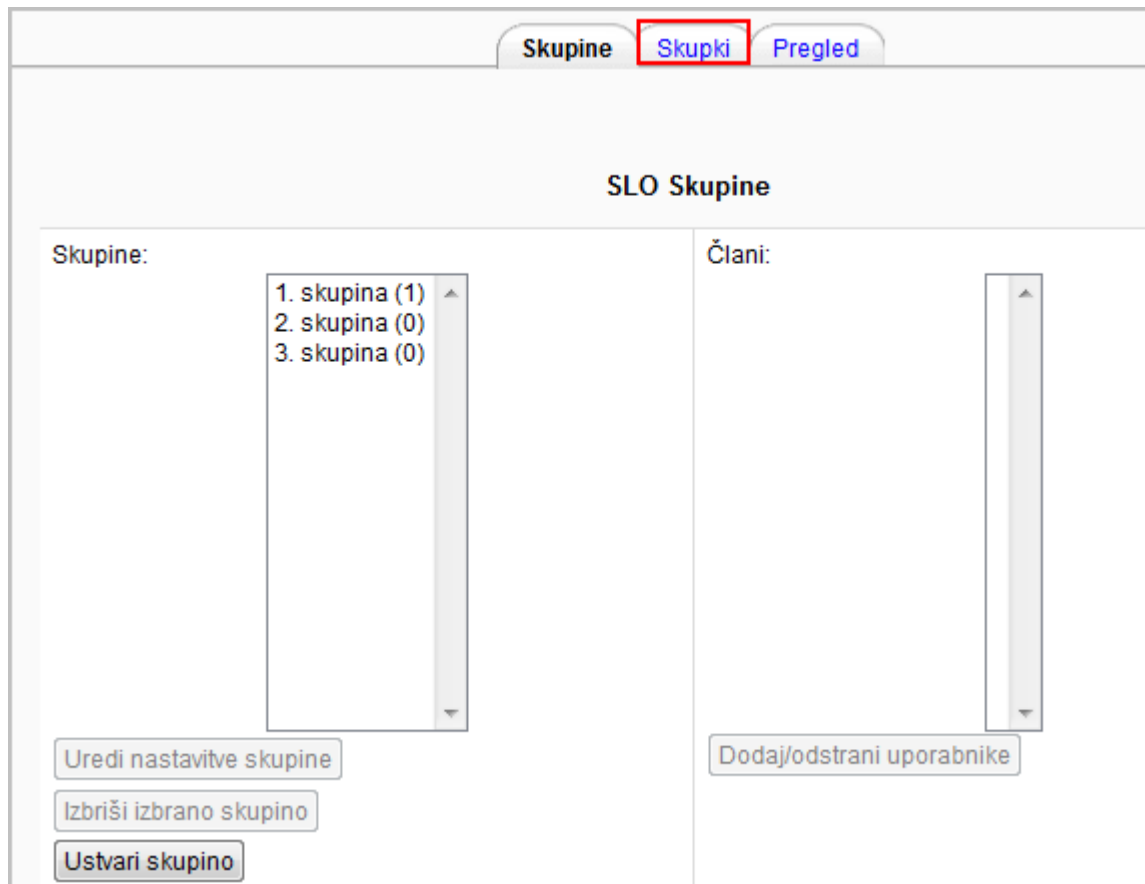 Skupine Skupki Pregled
SLO Skupine
Skupine:
1. skupina (1)
2. skupina (0)
3. skupina (0)
Uredi nastavitve skupine
Izbriši izbrano skupino
Ustvari skupino
Člani:
Dodaj/odstrani uporabnike